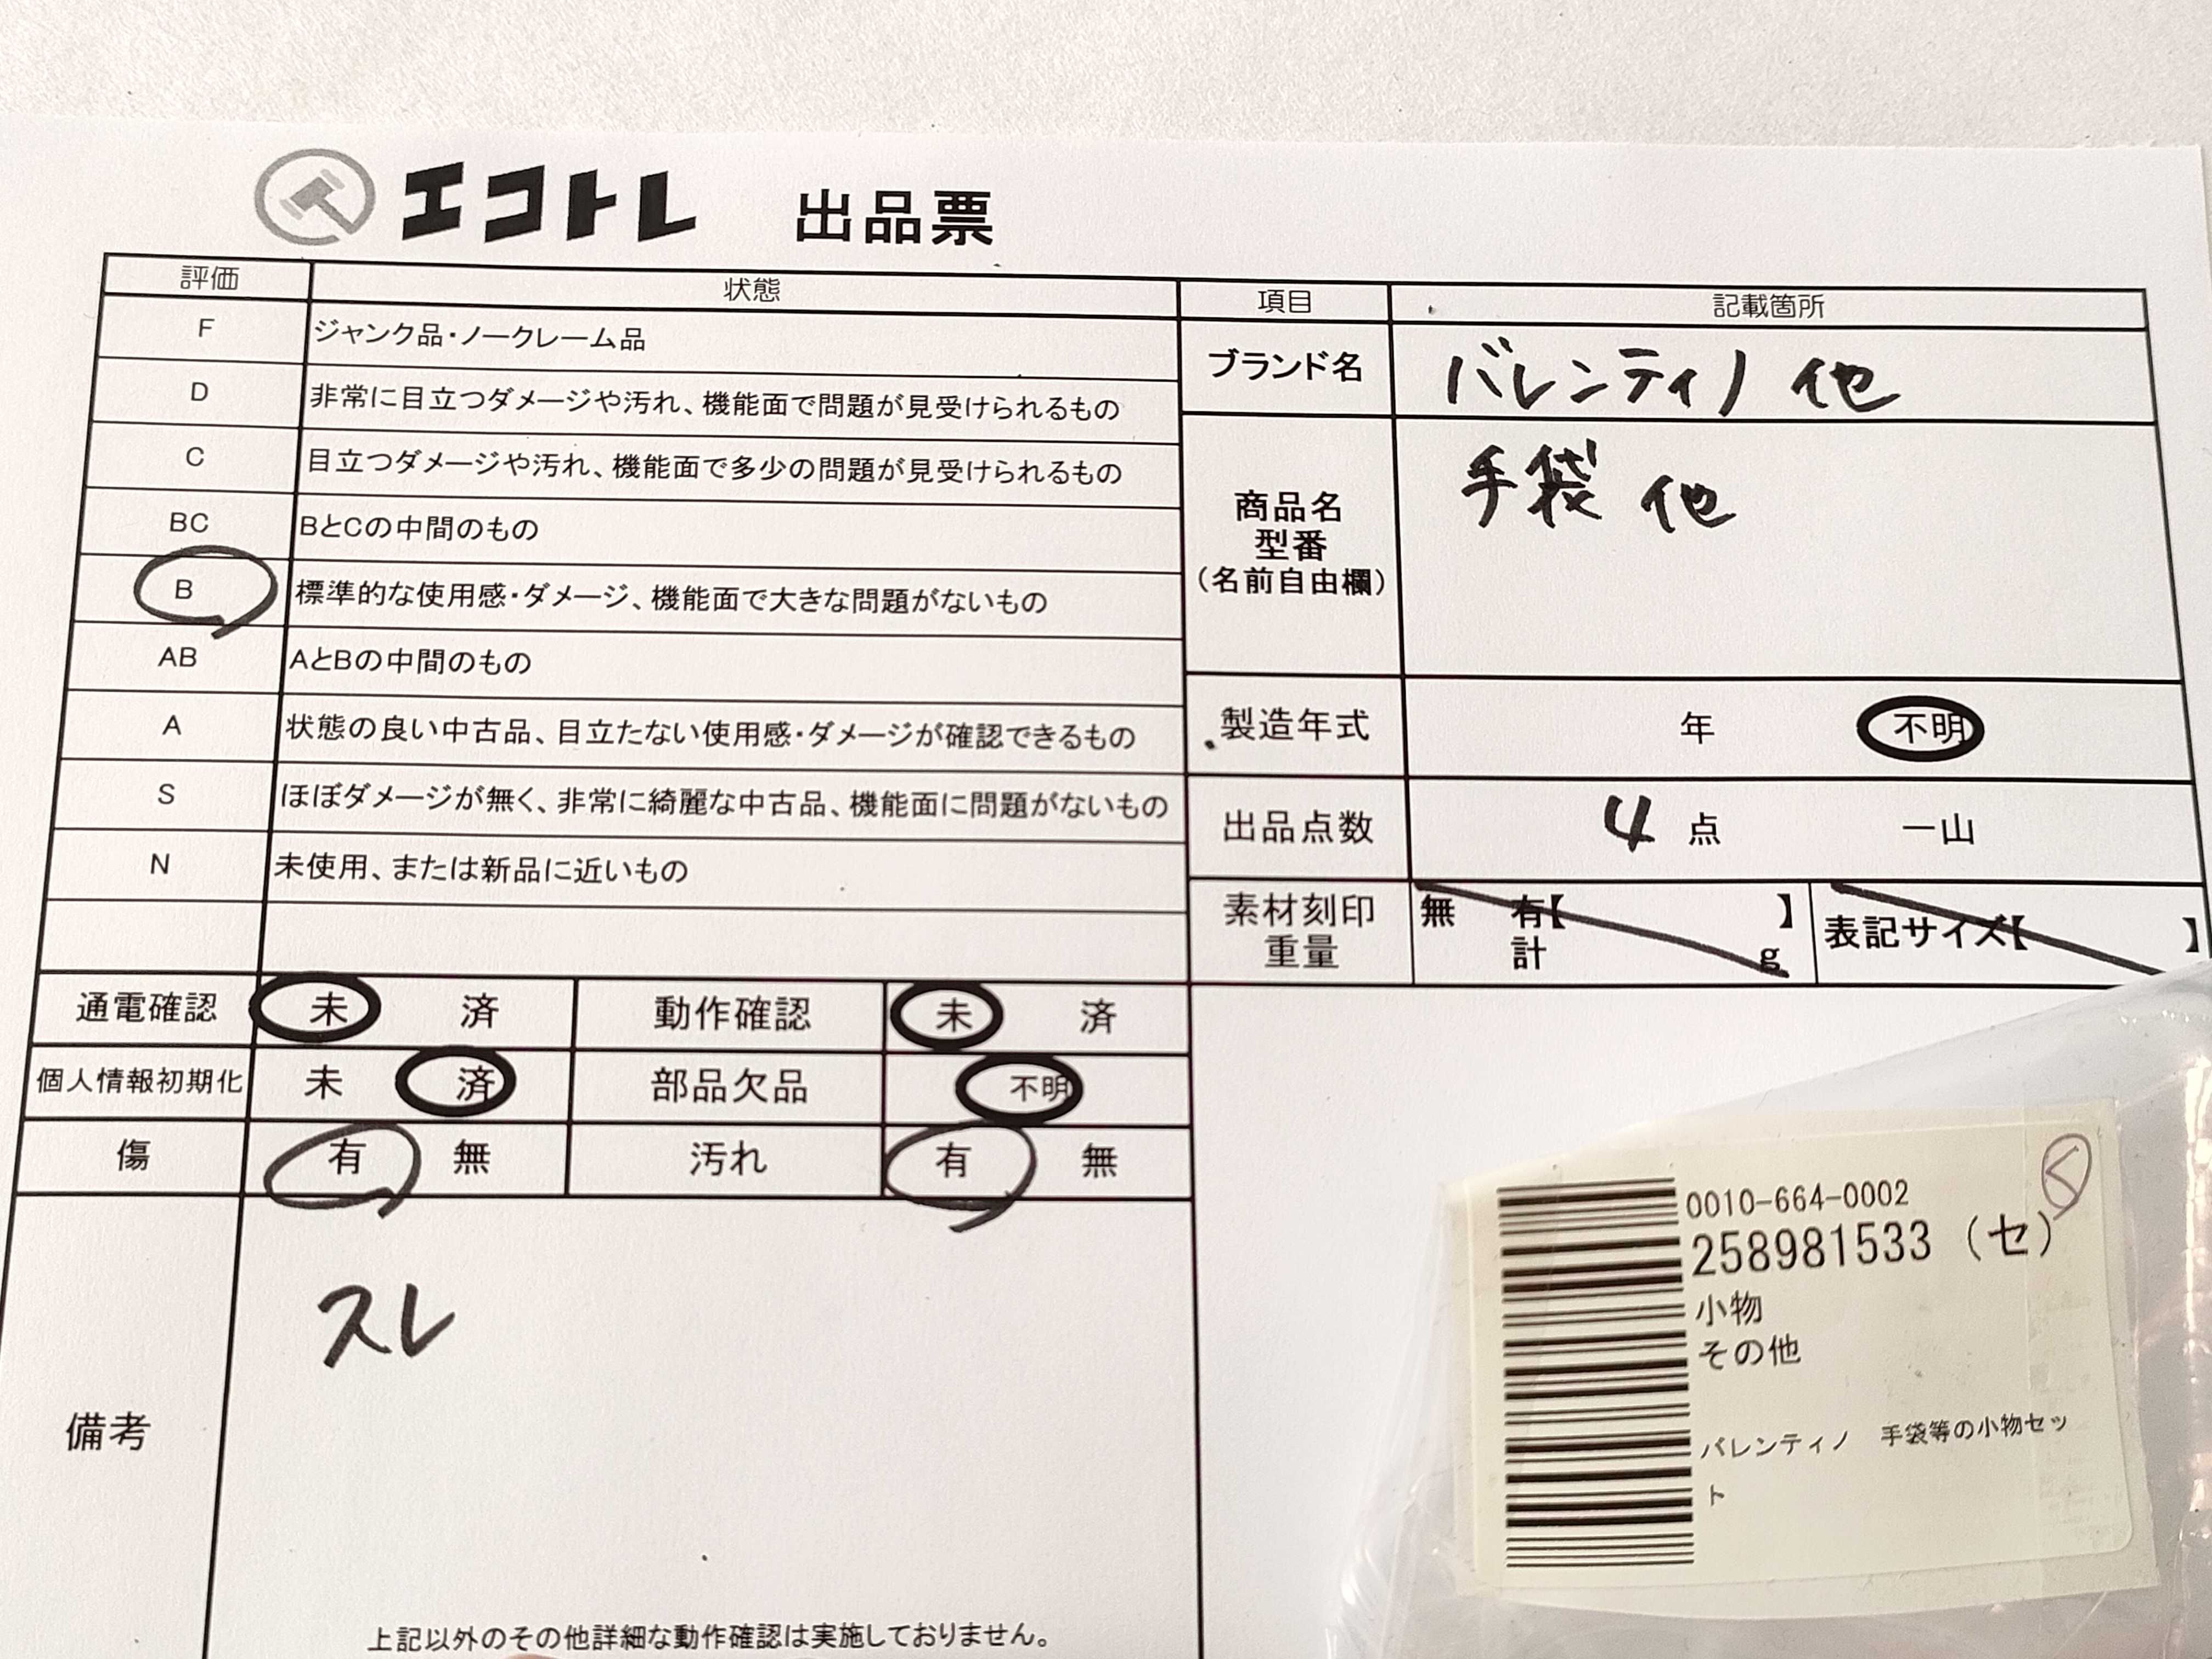 エコトレ 出品票
評価 状態
F ジャンク品・ノークレーム品
D 非常に目立つダメージや汚れ、機能面で問題が見受けられるもの
C 目立つダメージや汚れ、機能面で多少の問題が見受けられるもの
BC BとCの中間のもの
B 標準的な使用感・ダメージ、機能面で大きな問題がないもの
AB AとBの中間のもの
A 状態の良い中古品、目立たない使用感・ダメージが確認できるもの
S ほぼダメージが無く、非常に綺麗な中古品、機能面に問題がないもの
N 未使用、または新品に近いもの
項目 記載箇所
ブランド名 バレンティノ 他
商品名
型番
(名前自由欄)
手袋 他
製造年式 年 不明
出品点数 4 点 一山
素材刻印 無 有【 】 表記サイズ【 】
重量 計 g
通電確認 未 済 動作確認 未 済
個人情報初期化 未 済 部品欠品 不明
傷 有 無 汚れ 有 無
備考
スレ
上記以外のその他詳細な動作確認は実施しておりません。
0010-664-0002
258981533 (セ)
く
小物
その他
バレンティノ 手袋等の小物セッ
ト